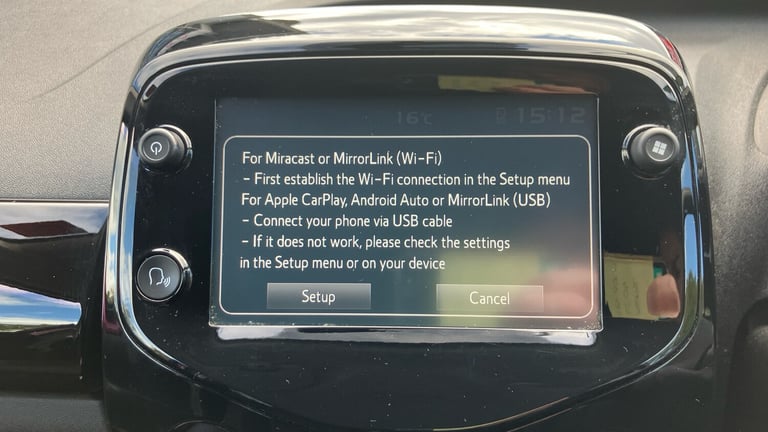 16℃ 15:12
For Miracast or MirrorLink (Wi-Fi)
- First establish the Wi-Fi connection in the Setup menu
For Apple CarPlay, Android Auto or MirrorLink (USB)
- Connect your phone via USB cable
- If it does not work, please check the settings
in the Setup menu or on your device
Setup Cancel